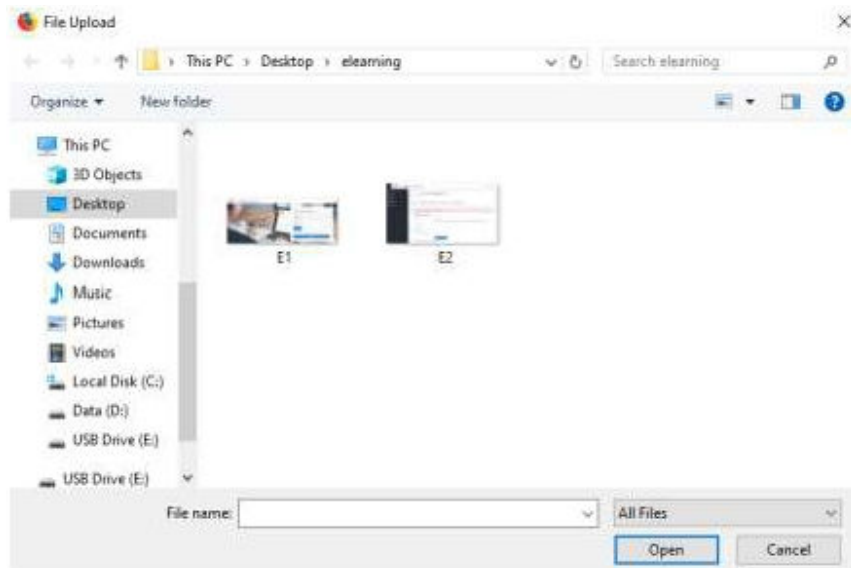 File Upload
This PC > Desktop > elearning
Search elearning
Organize
New folder
This PC
3D Objects
Desktop
Documents
Downloads
Music
Pictures
Videos
Local Disk (C:)
Data (D:)
USB Drive (E:)
USB Drive (E:)
E1
E2
File name:
All Files
Open
Cancel